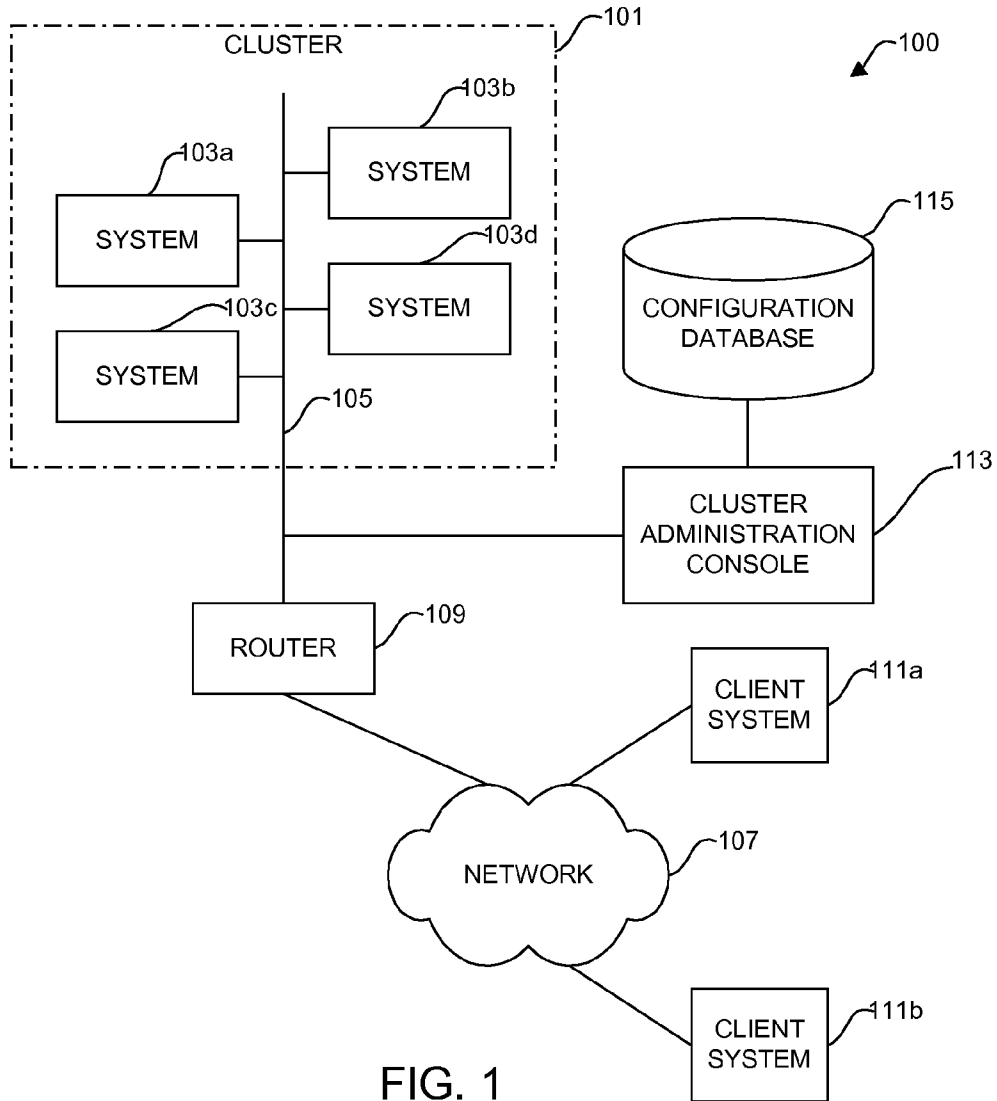 CLUSTER
101
100
103b
SYSTEM
103a
SYSTEM
103d
SYSTEM
103c
SYSTEM
105
115
CONFIGURATION
DATABASE
113
CLUSTER
ADMINISTRATION
CONSOLE
109
ROUTER
111a
CLIENT
SYSTEM
107
NETWORK
111b
CLIENT
SYSTEM
FIG. 1